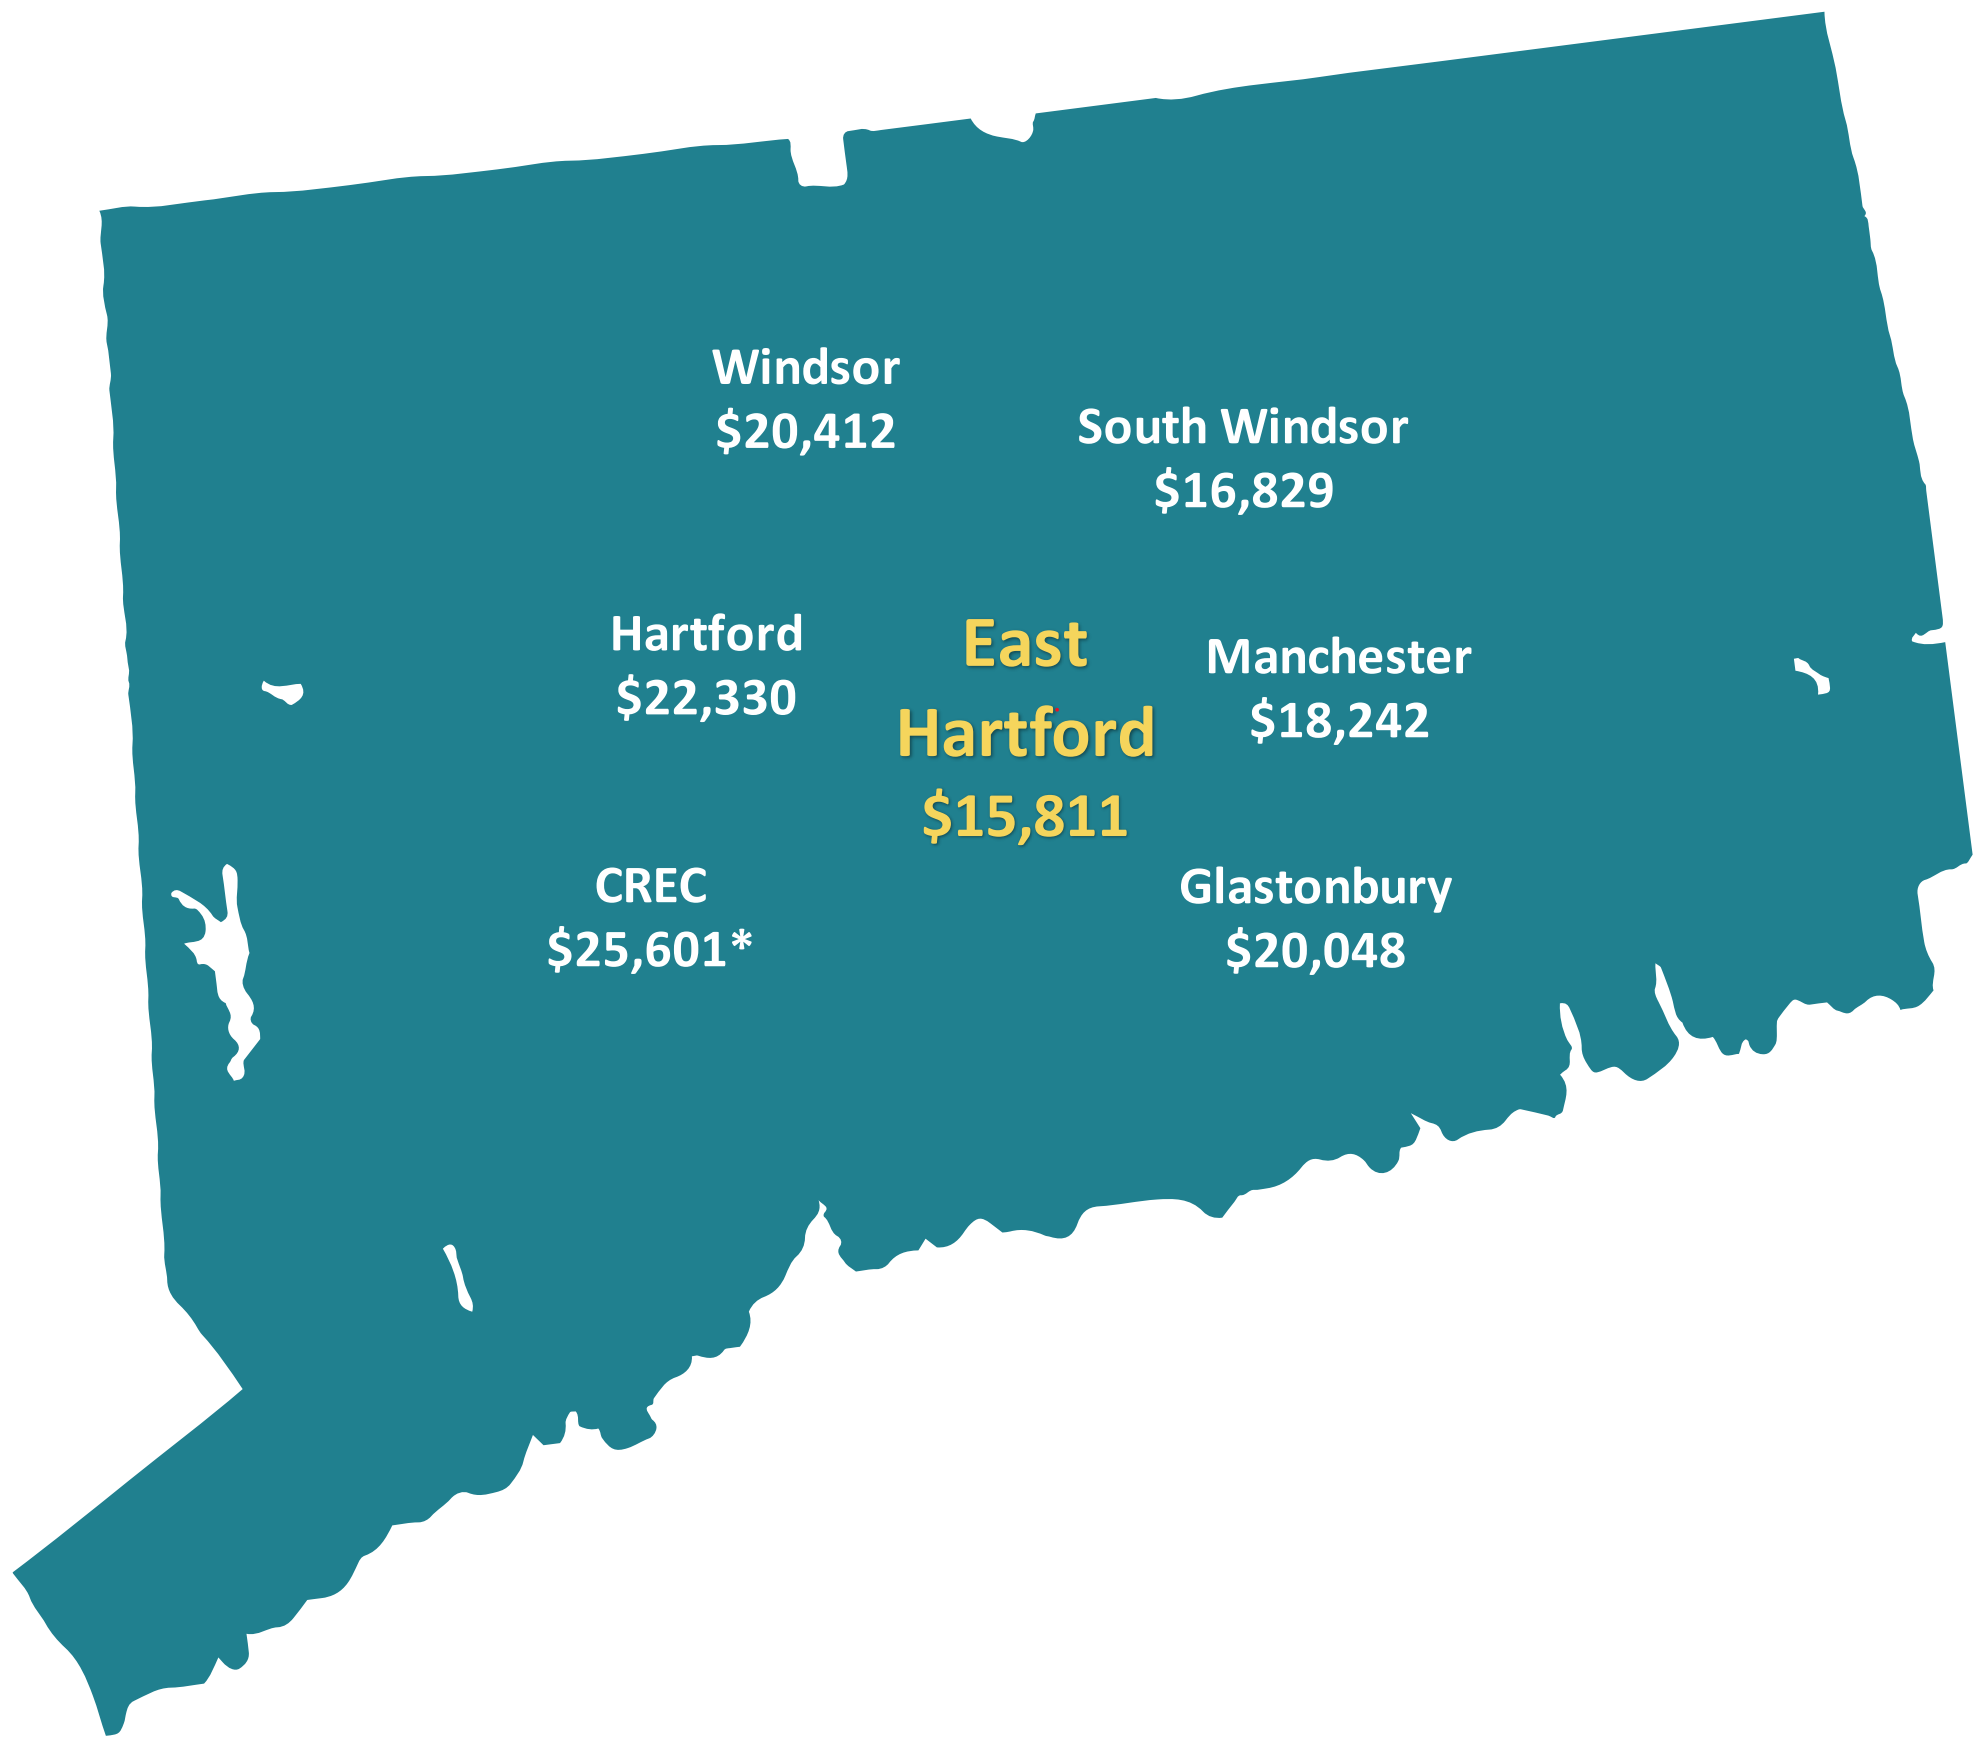 Windsor
$20,412
South Windsor
$16,829
Hartford
$22,330
East
Hartford
$15,811
Manchester
$18,242
CREC
$25,601*
Glastonbury
$20,048